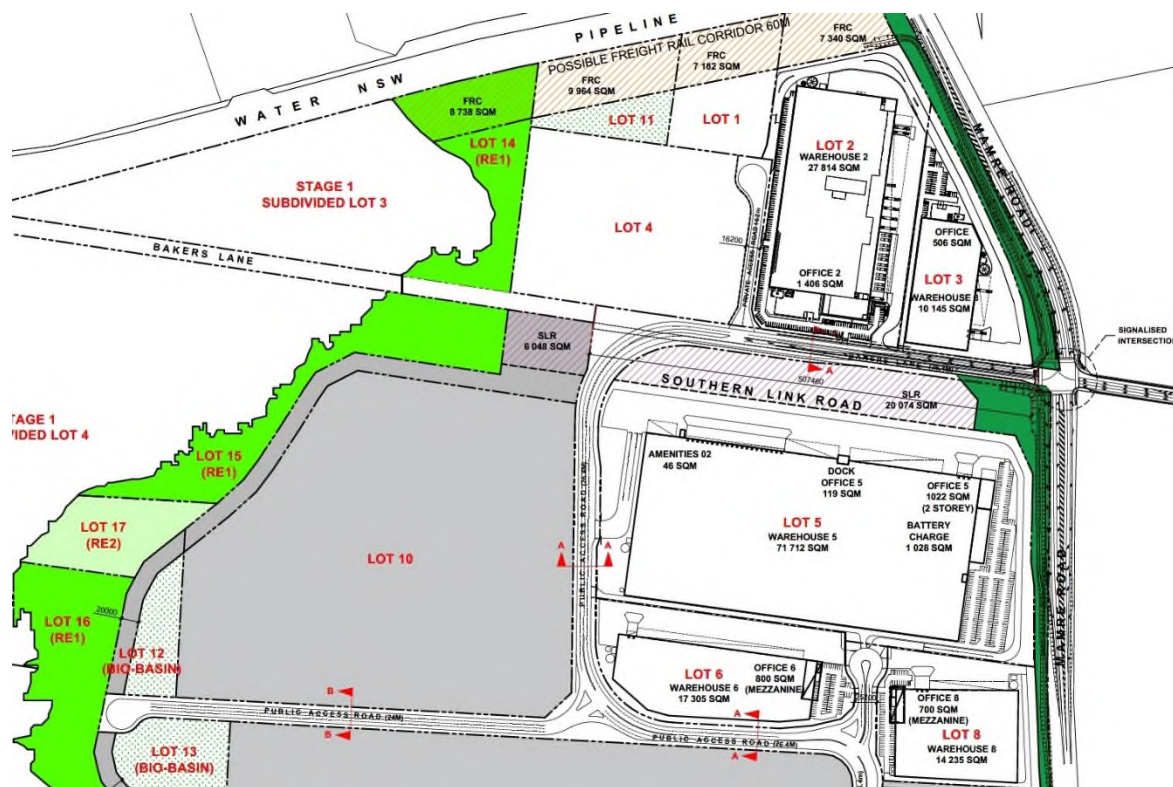 WATER NSW PIPELINE
POSSIBLE FREIGHT RAIL CORRIDOR 60M
FRC
7 340 SQM
FRC
7 182 SQM
FRC
9 964 SQM
FRC
8 738 SQM
LOT 14
(RE1)
LOT 11
LOT 1
LOT 2
WAREHOUSE 2
27 814 SQM
OFFICE 2
1 406 SQM
MAMRE ROAD
OFFICE
506 SQM
LOT 3
WAREHOUSE 3
10 145 SQM
STAGE 1
SUBDIVIDED LOT 3
LOT 4
16200
BAKERS LANE
SIGNALISED
INTERSECTION
A
SLR
6 048 SQM
507460
SOUTHERN LINK ROAD
SLR
20 074 SQM
TAGE 1
VIDED LOT 4
LOT 15
(RE1)
AMENITIES 02
46 SQM
DOCK
OFFICE 5
119 SQM
OFFICE 5
1022 SQM
(2 STOREY)
LOT 5
WAREHOUSE 5
71 712 SQM
BATTERY
CHARGE
1 028 SQM
PUBLIC ACCESS ROAD (26.4M)
LOT 17
(RE2)
LOT 10
A
A
MAMRE ROAD
20000
LOT 16
(RE1)
LOT 12
(BIO-BASIN)
LOT 6
WAREHOUSE 6
17 305 SQM
OFFICE 6
800 SQM
(MEZZANINE)
OFFICE 8
700 SQM
(MEZZANINE)
LOT 8
WAREHOUSE 8
14 235 SQM
B
PUBLIC ACCESS ROAD (24M)
B
A
PUBLIC ACCESS ROAD (26.4M)
A
LOT 13
(BIO-BASIN)